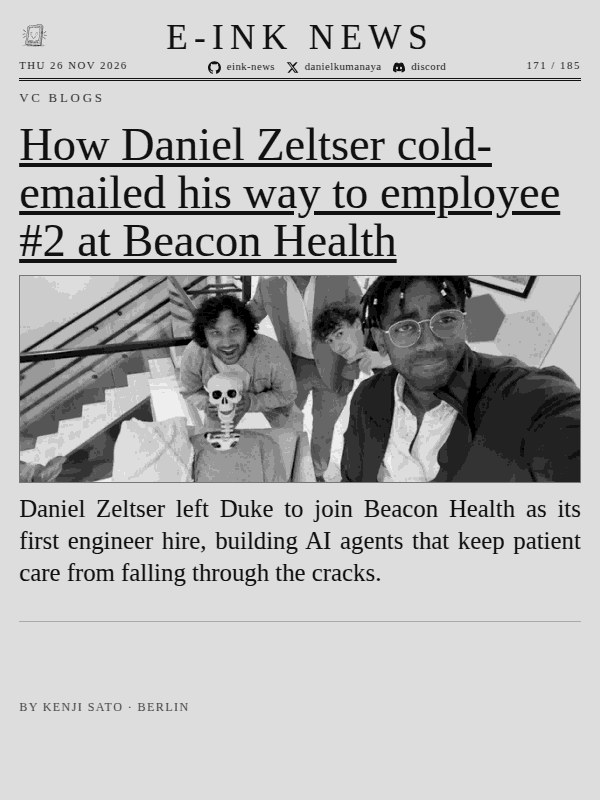 E-INK NEWS
THU 26 NOV 2026
eink-news
danielkumanaya
discord
171 / 185
VC BLOGS
How Daniel Zeltser cold-
emailed his way to employee
#2 at Beacon Health
Daniel Zeltser left Duke to join Beacon Health as its
first engineer hire, building AI agents that keep patient
care from falling through the cracks.
BY KENJI SATO · BERLIN